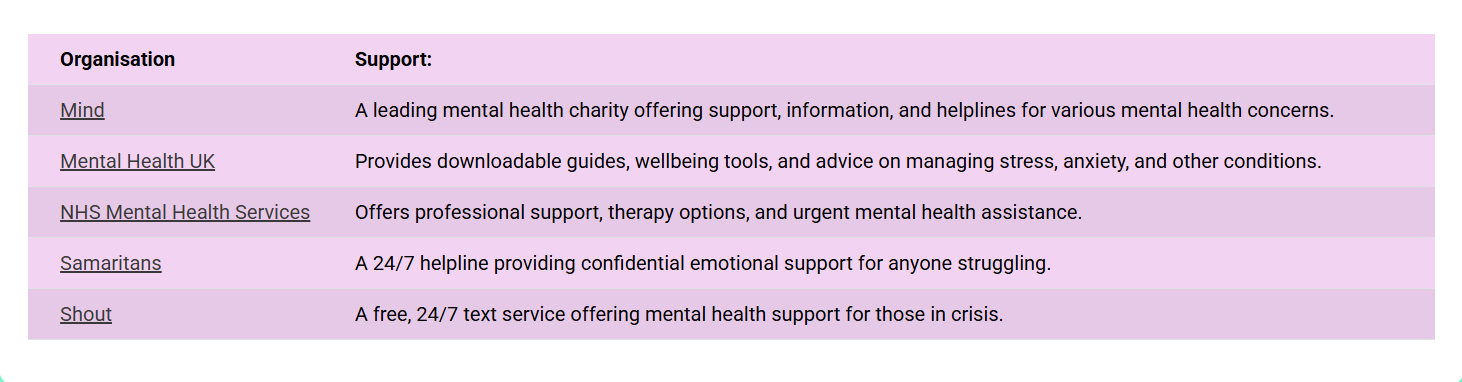 Organisation Support:
Mind A leading mental health charity offering support, information, and helplines for various mental health concerns.
Mental Health UK Provides downloadable guides, wellbeing tools, and advice on managing stress, anxiety, and other conditions.
NHS Mental Health Services Offers professional support, therapy options, and urgent mental health assistance.
Samaritans A 24/7 helpline providing confidential emotional support for anyone struggling.
Shout A free, 24/7 text service offering mental health support for those in crisis.